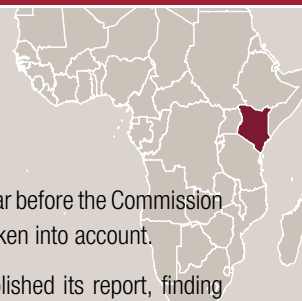 ar before the Commission
ken into account.
lished its report, finding